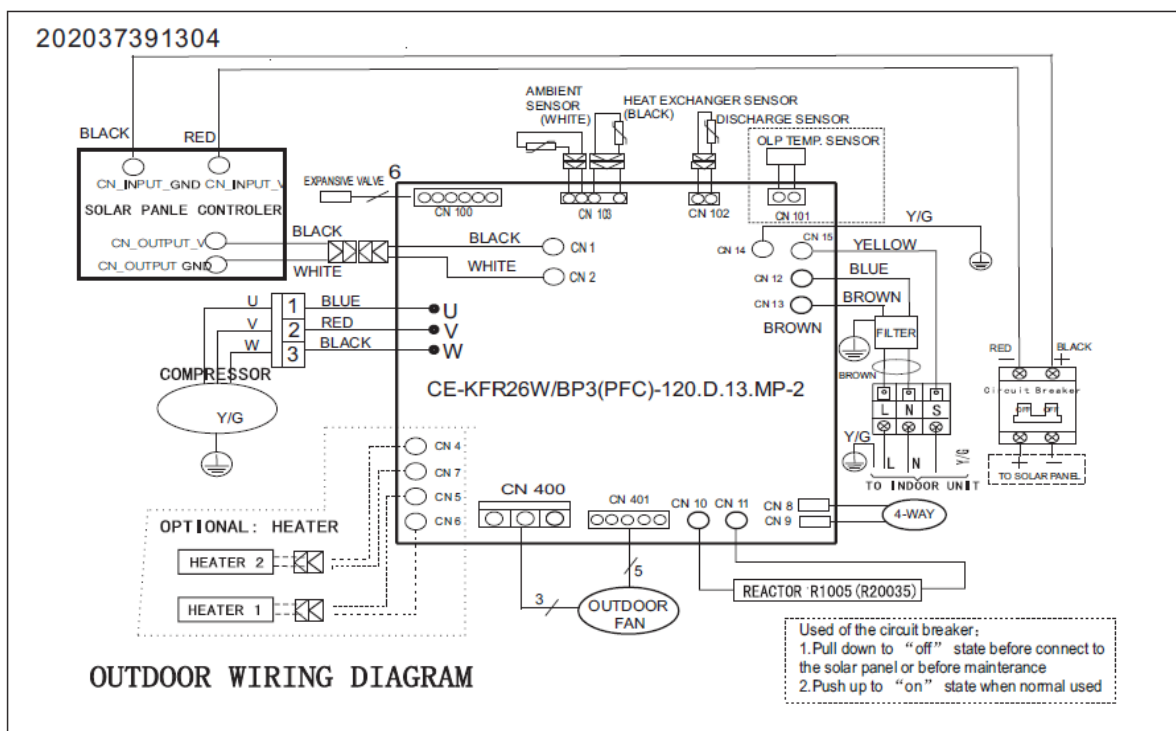 202037391304
AMBIENT
SENSOR
(WHITE)
HEAT EXCHANGER SENSOR
(BLACK)
DISCHARGE SENSOR
OLP TEMP. SENSOR
BLACK
RED
CN_INPUT_GND
CN_INPUT_V
SOLAR PANLE CONTROLER
CN_OUTPUT_V
CN_OUTPUT GND
EXPANSIVE VALVE
6
CN 100
CN 103
CN 102
CN 101
Y/G
BLACK
WHITE
BLACK
CN 1
WHITE
CN 2
CN 14
CN 15
YELLOW
CN 12
BLUE
CN 13
BROWN
BROWN
FILTER
U
1
BLUE
U
V
2
RED
V
W
3
BLACK
W
COMPRESSOR
Y/G
CE-KFR26W/BP3(PFC)-120.D.13.MP-2
BROWN
L
N
S
Y/G
L
N
Y/G
TO INDOOR UNIT
RED
−
BLACK
+
Circuit Breaker
OFF
OFF
+
−
TO SOLAR PANEL
CN 4
CN 7
CN 5
CN 6
OPTIONAL: HEATER
HEATER 2
HEATER 1
CN 400
CN 401
CN 10
CN 11
CN 8
CN 9
4-WAY
3
5
OUTDOOR
FAN
REACTOR R1005(R20035)
OUTDOOR WIRING DIAGRAM
Used of the circuit breaker:
1.Pull down to “off” state before connect to
the solar panel or before mainterance
2.Push up to “on” state when normal used